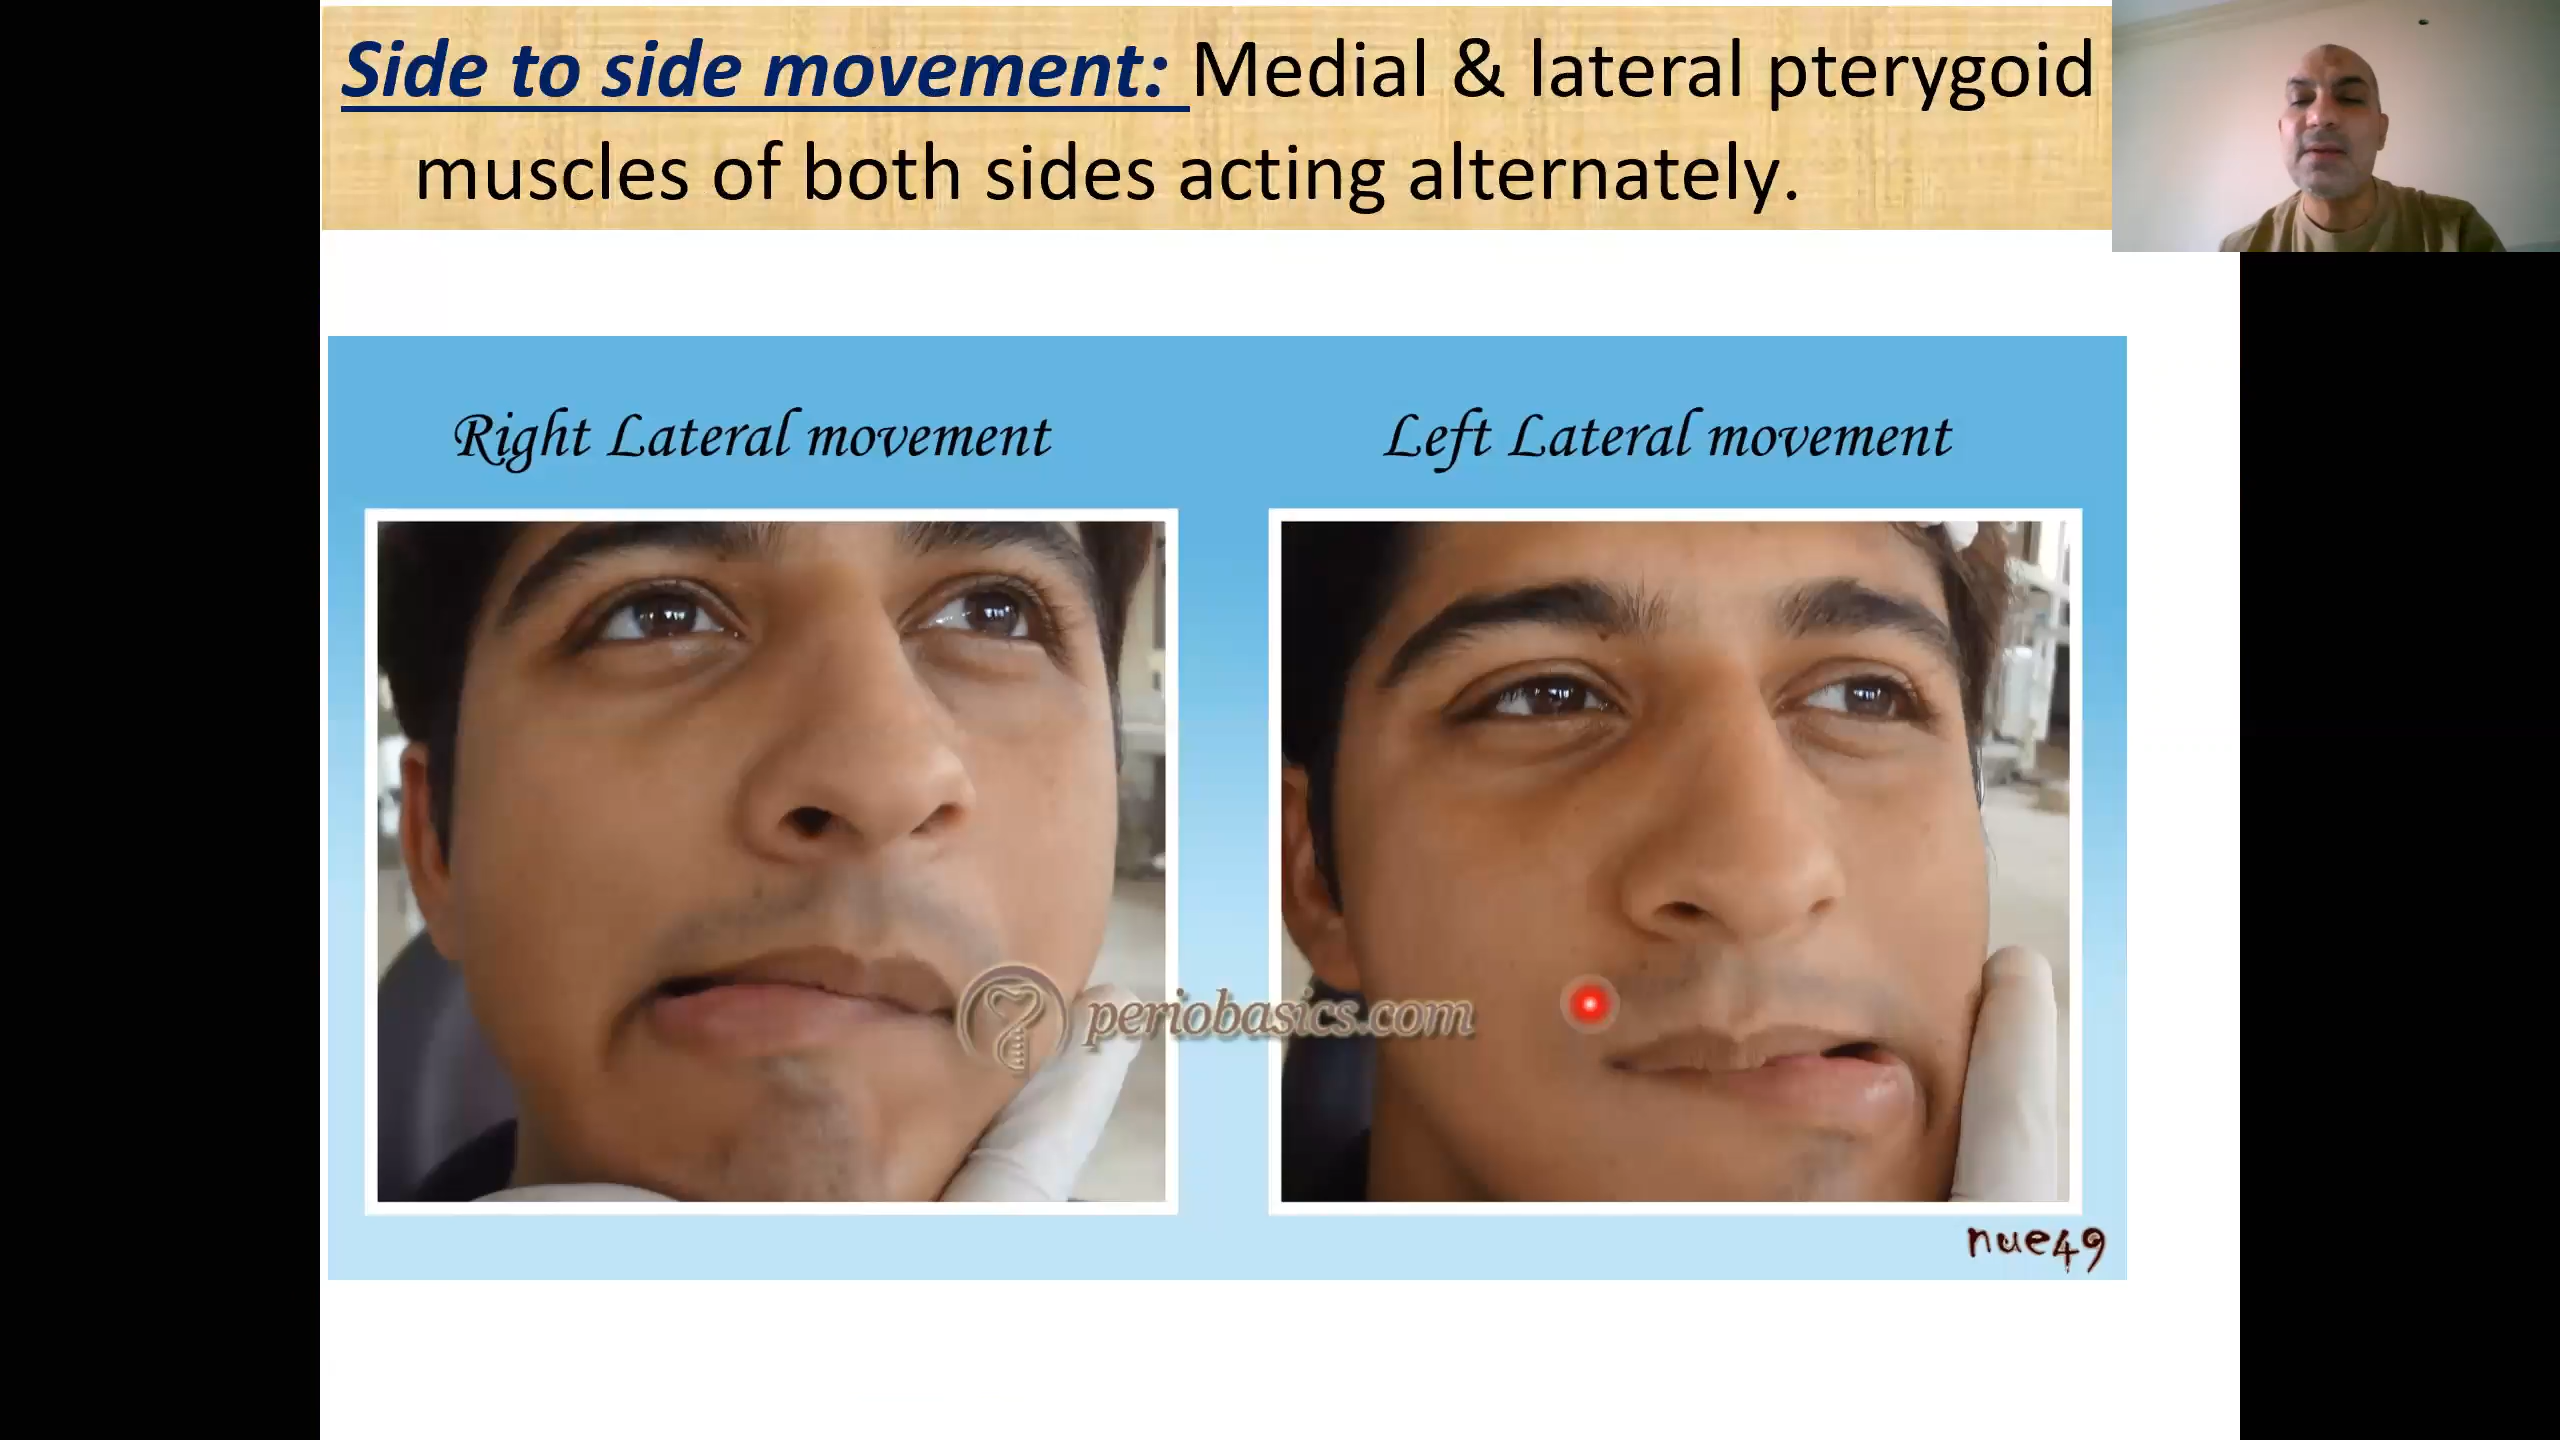 Side to side movement: Medial & lateral pterygoid
muscles of both sides acting alternately.
Right Lateral movement
Left Lateral movement
periobasics.com
nue49